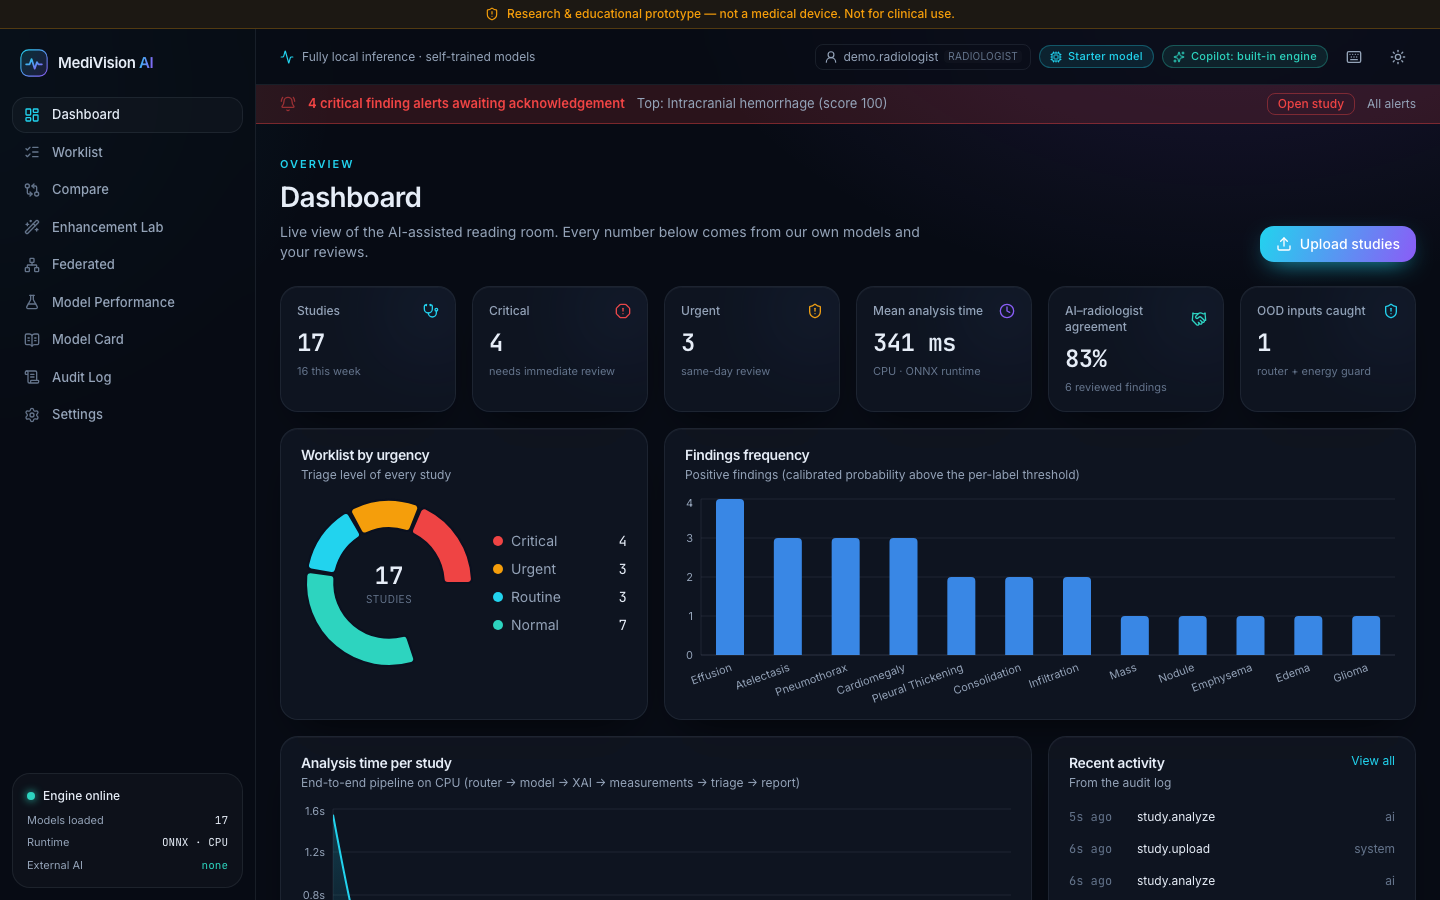 Research & educational prototype — not a medical device. Not for clinical use.
MediVision AI
Dashboard
Worklist
Compare
Enhancement Lab
Federated
Model Performance
Model Card
Audit Log
Settings
Engine online
Models loaded 17
Runtime ONNX · CPU
External AI none
Fully local inference · self-trained models
demo.radiologist RADIOLOGIST
Starter model
Copilot: built-in engine
4 critical finding alerts awaiting acknowledgement Top: Intracranial hemorrhage (score 100)
Open study
All alerts
OVERVIEW
Dashboard
Live view of the AI-assisted reading room. Every number below comes from our own models and
your reviews.
Upload studies
Studies
17
16 this week
Critical
4
needs immediate review
Urgent
3
same-day review
Mean analysis time
341 ms
CPU · ONNX runtime
AI–radiologist
agreement
83%
6 reviewed findings
OOD inputs caught
1
router + energy guard
Worklist by urgency
Triage level of every study
17
STUDIES
Critical 4
Urgent 3
Routine 3
Normal 7
Findings frequency
Positive findings (calibrated probability above the per-label threshold)
4
3
2
1
0
Effusion
Atelectasis
Pneumothorax
Cardiomegaly
Pleural Thickening
Consolidation
Infiltration
Mass
Nodule
Emphysema
Edema
Glioma
Analysis time per study
End-to-end pipeline on CPU (router → model → XAI → measurements → triage → report)
1.6s
1.2s
0.8s
Recent activity
View all
From the audit log
5s ago study.analyze ai
6s ago study.upload system
6s ago study.analyze ai